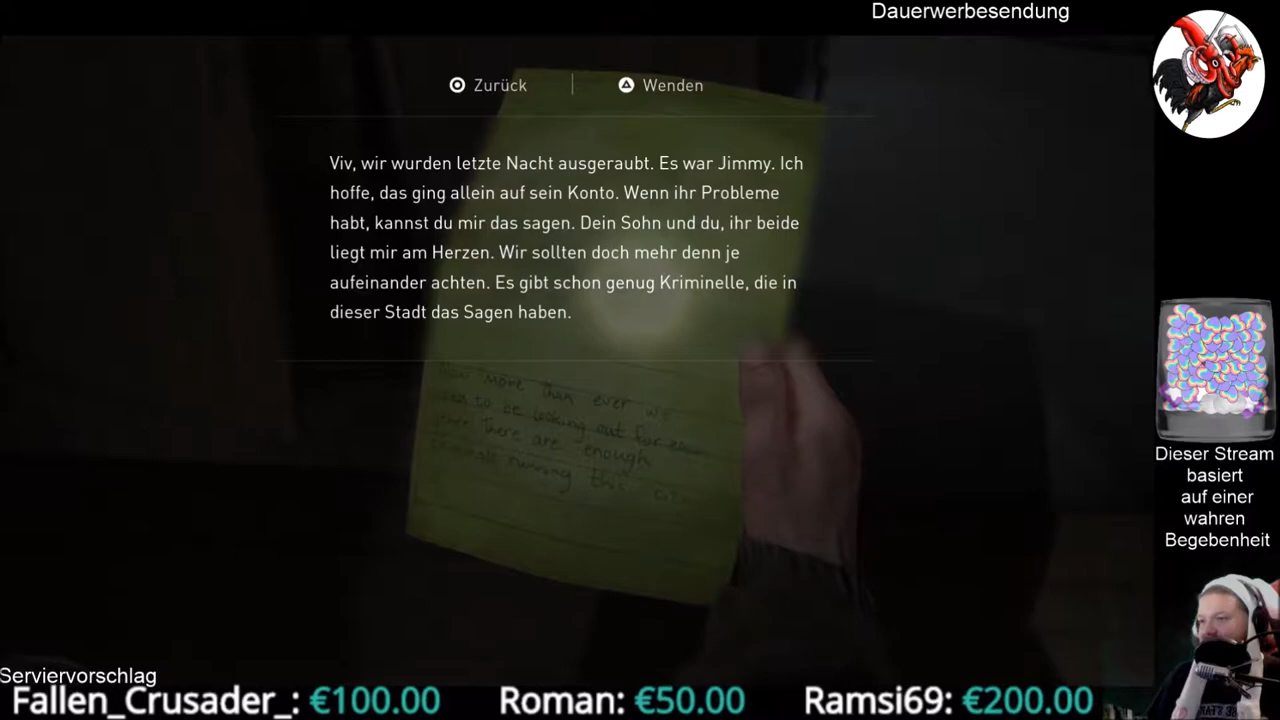 Dauerwerbesendung
Zurück
Wenden
Viv, wir wurden letzte Nacht ausgeraubt. Es war Jimmy. Ich
hoffe, das ging allein auf sein Konto. Wenn ihr Probleme
habt, kannst du mir das sagen. Dein Sohn und du, ihr beide
liegt mir am Herzen. Wir sollten doch mehr denn je
aufeinander achten. Es gibt schon genug Kriminelle, die in
dieser Stadt das Sagen haben.
more than ever we
to be looking out for
there are enough
running this
Dieser Stream
basiert
auf einer
wahren
Begebenheit
Serviervorschlag
Fallen_Crusader_: €100.00 Roman: €50.00 Ramsi69: €200.00